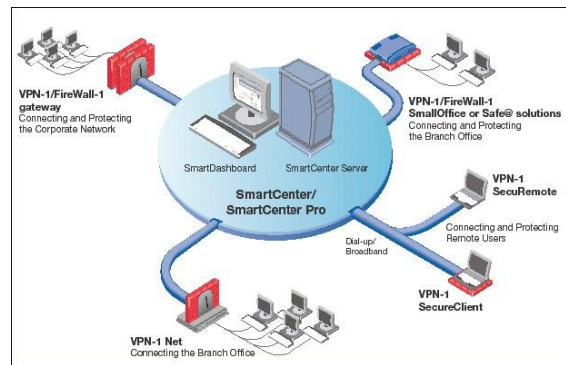 VPN-1/FireWall-1
gateway
Connecting and Protecting
the Corporate Network
VPN-1/FireWall-1
SmallOffice or Safe@ solutions
Connecting and Protecting
the Branch Office
SmartDashboard
SmartCenter Server
SmartCenter/
SmartCenter Pro
VPN-1
SecuRemote
Connecting and Protecting
Remote Users
Dial-up/
Broadband
VPN-1
SecureClient
VPN-1 Net
Connecting the Branch Office